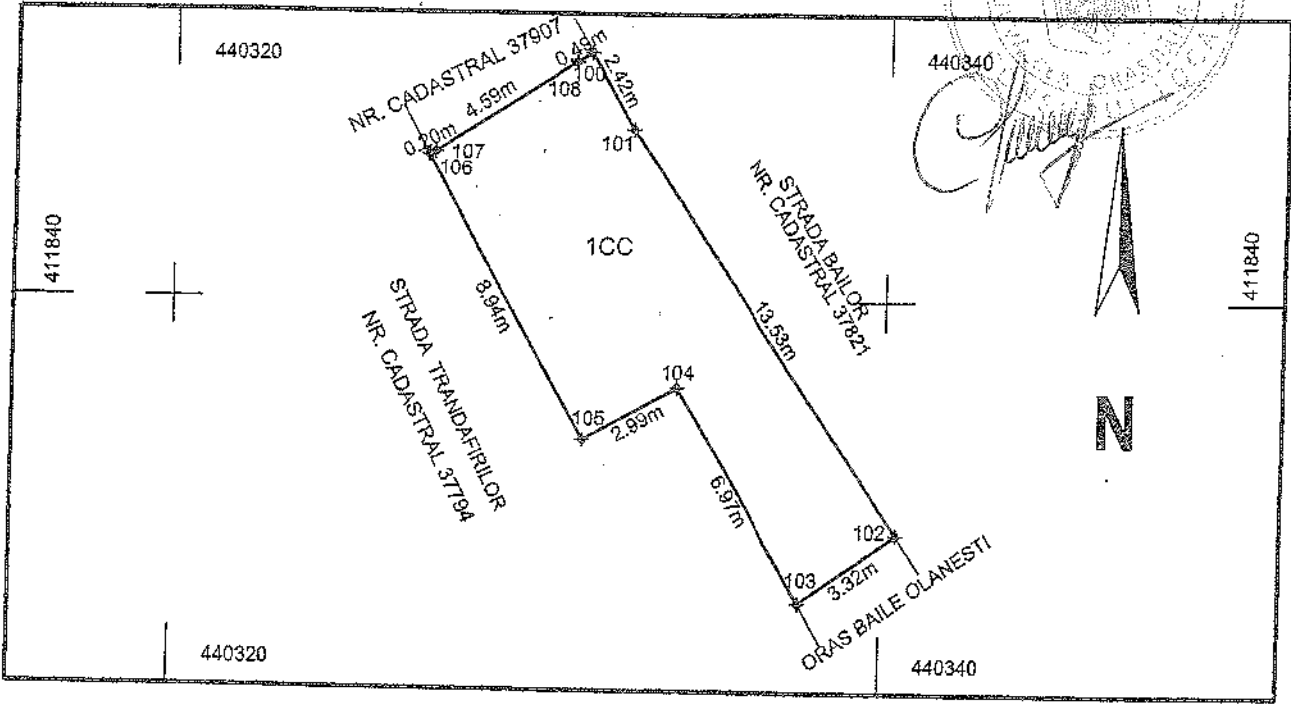 440320
440340
NR. CADASTRAL 37907
0.49m
100
108
2.42m
4.59m
0.20m
107
106
101
STRADA BAILOR
NR. CADASTRAL 37821
411840
411840
1CC
8.94m
13.53m
STRADA TRANDAFIRILOR
NR. CADASTRAL 37794
104
105
2.99m
N
6.97m
102
103
3.32m
ORAS BAILE OLANESTI
440320
440340